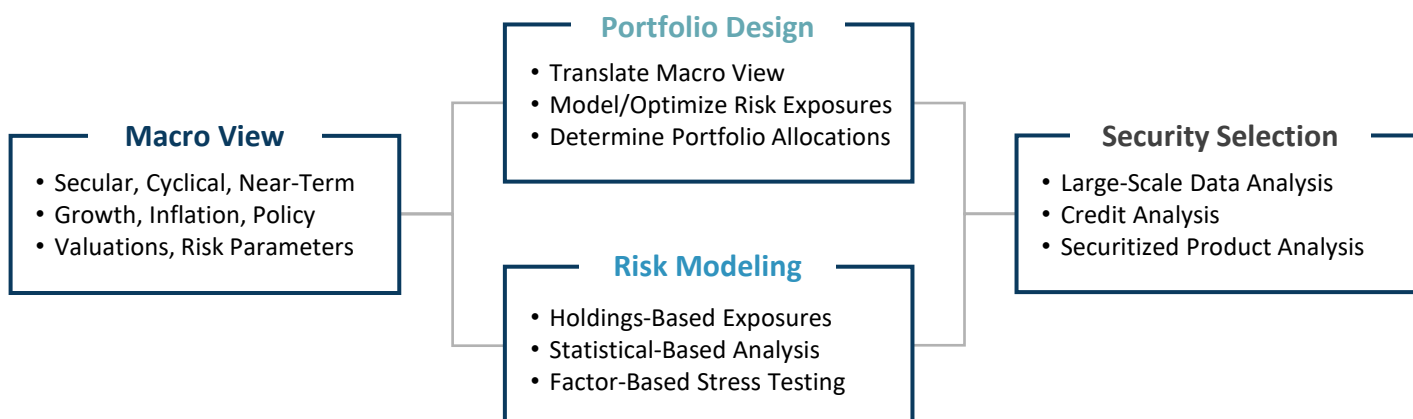 Macro View
• Secular, Cyclical, Near-Term
• Growth, Inflation, Policy
• Valuations, Risk Parameters
Portfolio Design
• Translate Macro View
• Model/Optimize Risk Exposures
• Determine Portfolio Allocations
Risk Modeling
• Holdings-Based Exposures
• Statistical-Based Analysis
• Factor-Based Stress Testing
Security Selection
• Large-Scale Data Analysis
• Credit Analysis
• Securitized Product Analysis